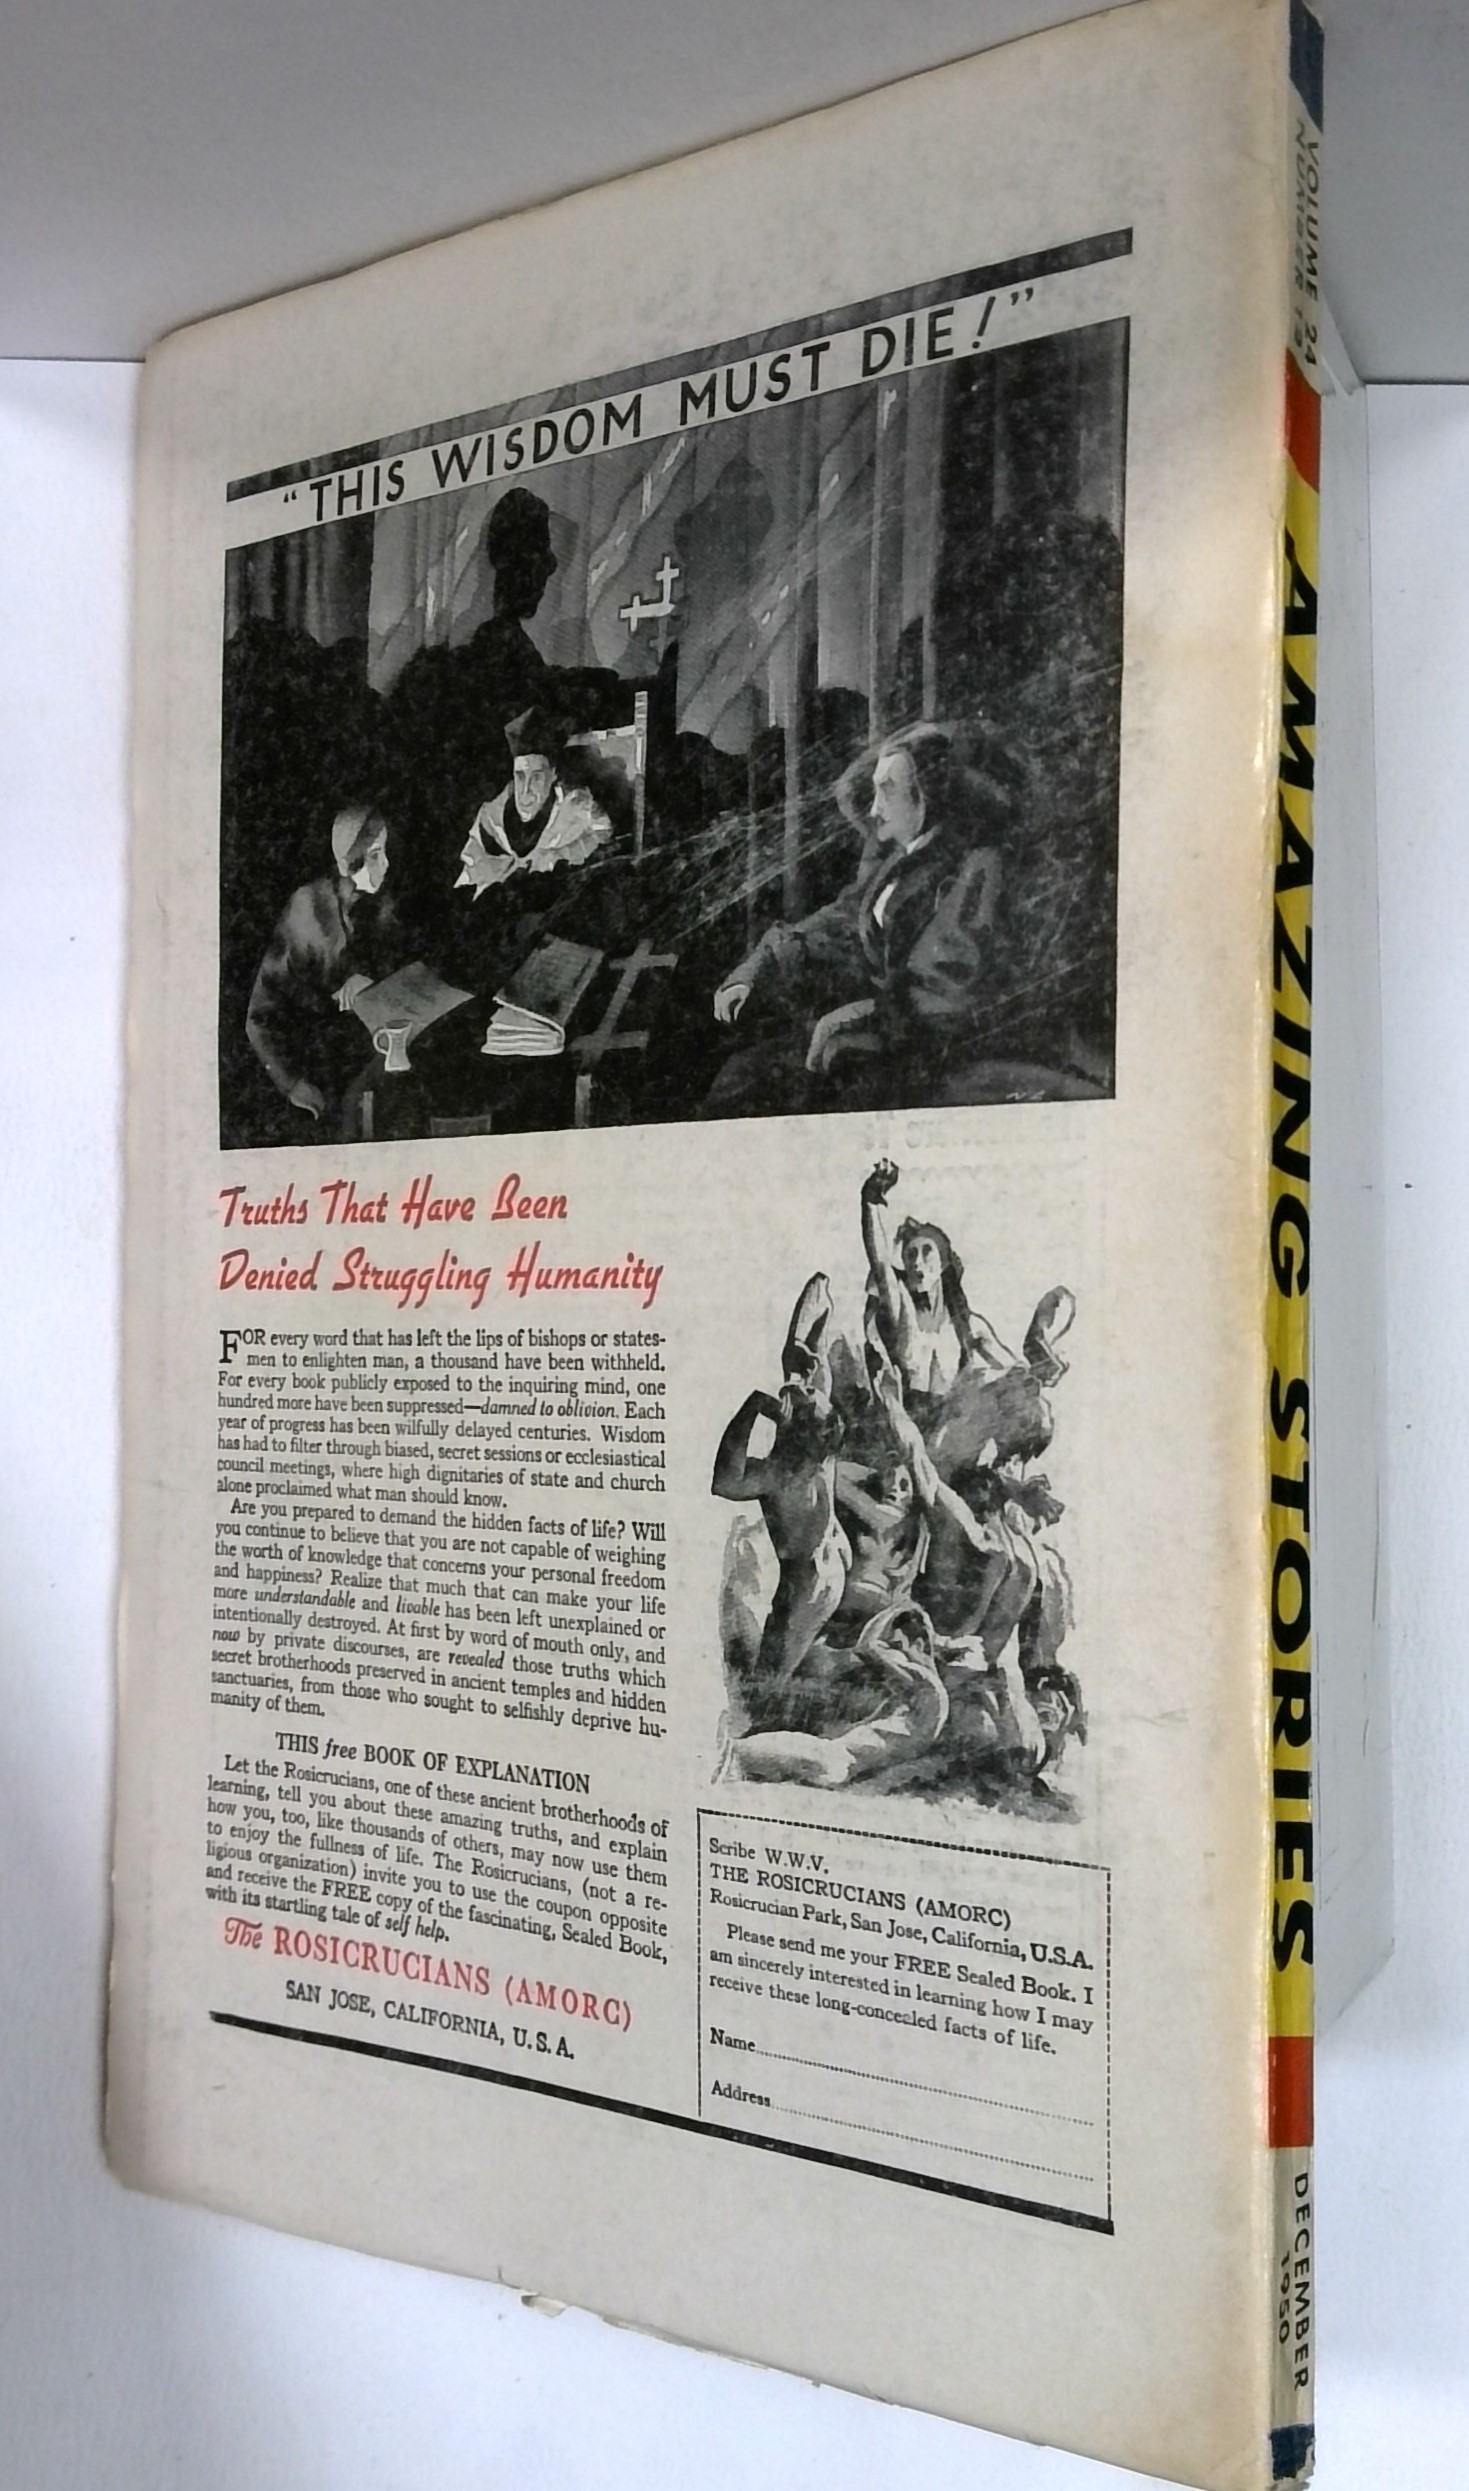 "THIS WISDOM MUST DIE!"
Truths That Have Been
Denied Struggling Humanity
FOR every word that has left the lips of bishops or states-
men to enlighten man, a thousand have been withheld.
For every book publicly exposed to the inquiring mind, one
hundred more have been suppressed—damned to oblivion. Each
year of progress has been wilfully delayed centuries. Wisdom
has had to filter through biased, secret sessions or ecclesiastical
council meetings, where high dignitaries of state and church
alone proclaimed what man should know.
Are you prepared to demand the hidden facts of life? Will
you continue to believe that you are not capable of weighing
the worth of knowledge that concerns your personal freedom
and happiness? Realize that much that can make your life
more understandable and livable has been left unexplained or
intentionally destroyed. At first by word of mouth only, and
now by private discourses, are revealed those truths which
secret brotherhoods preserved in ancient temples and hidden
sanctuaries, from those who sought to selfishly deprive hu-
manity of them.
THIS free BOOK OF EXPLANATION
Let the Rosicrucians, one of these ancient brotherhoods of
learning, tell you about these amazing truths, and explain
how you, too, like thousands of others, may now use them
to enjoy the fullness of life. The Rosicrucians, (not a re-
ligious organization) invite you to use the coupon opposite
and receive the FREE copy of the fascinating, Sealed Book,
with its startling tale of self help.
The ROSICRUCIANS (AMORC)
SAN JOSE, CALIFORNIA, U.S.A.
Scribe W.W.V.
THE ROSICRUCIANS (AMORC)
Rosicrucian Park, San Jose, California, U.S.A.
Please send me your FREE Sealed Book. I
am sincerely interested in learning how I may
receive these long-concealed facts of life.
Name
Address
VOLUME 24
NUMBER 12
AMAZING STORIES
DECEMBER
1950